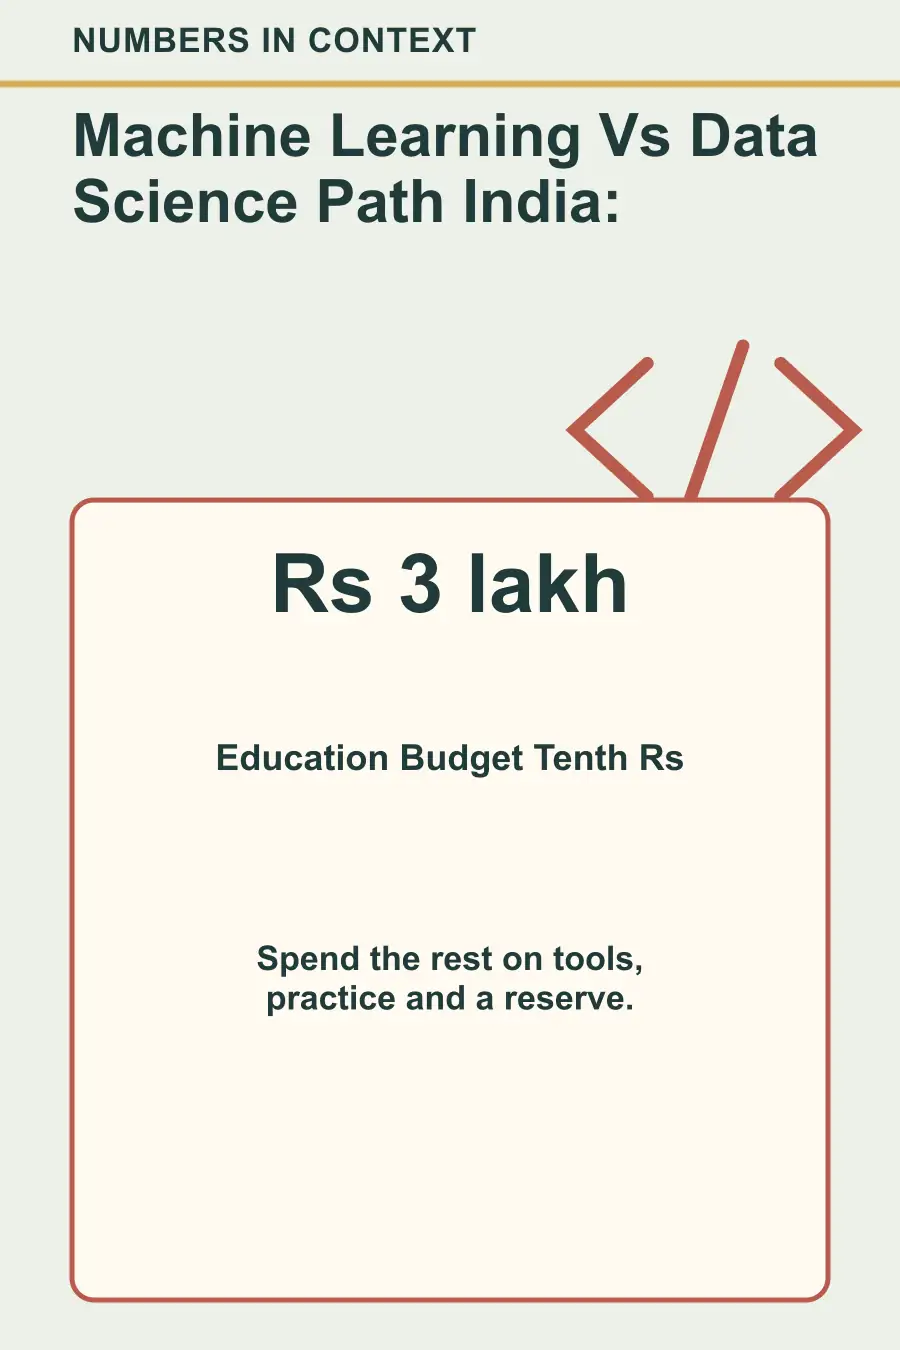 NUMBERS IN CONTEXT
Machine Learning Vs Data
Science Path India:
Rs 3 lakh
Education Budget Tenth Rs
Spend the rest on tools,
practice and a reserve.